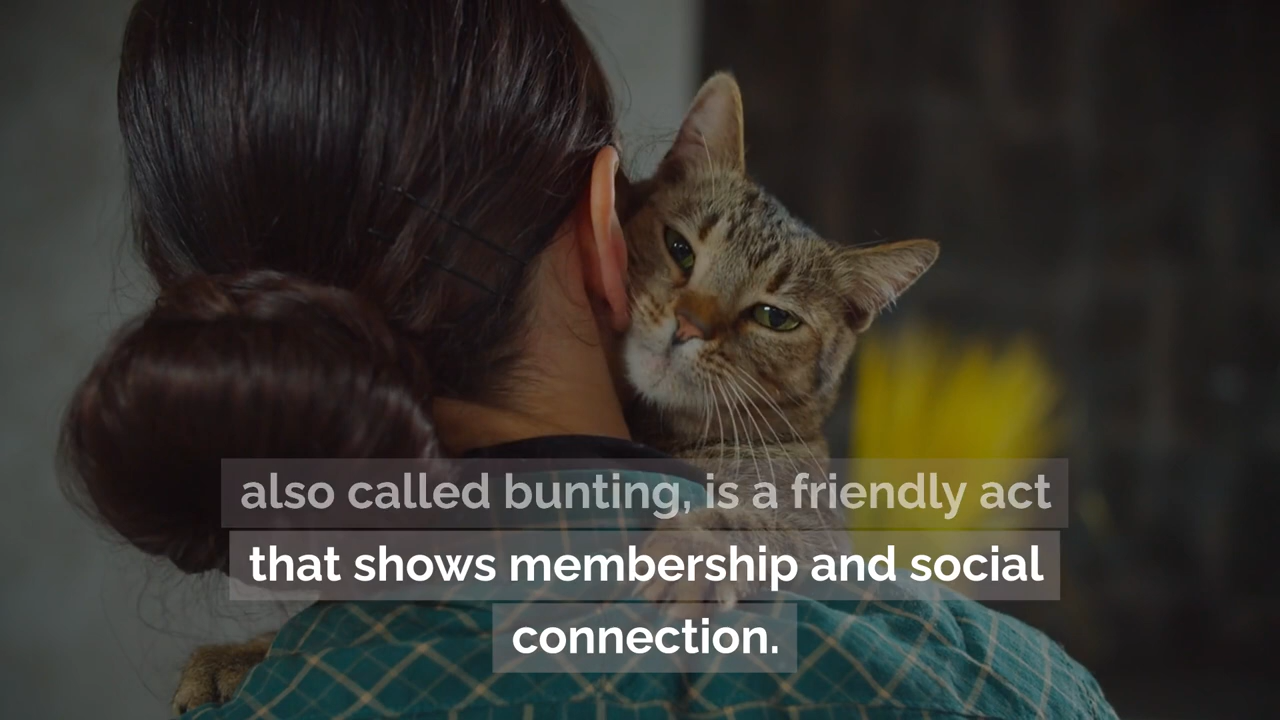 also called bunting, is a friendly act
that shows membership and social
connection.